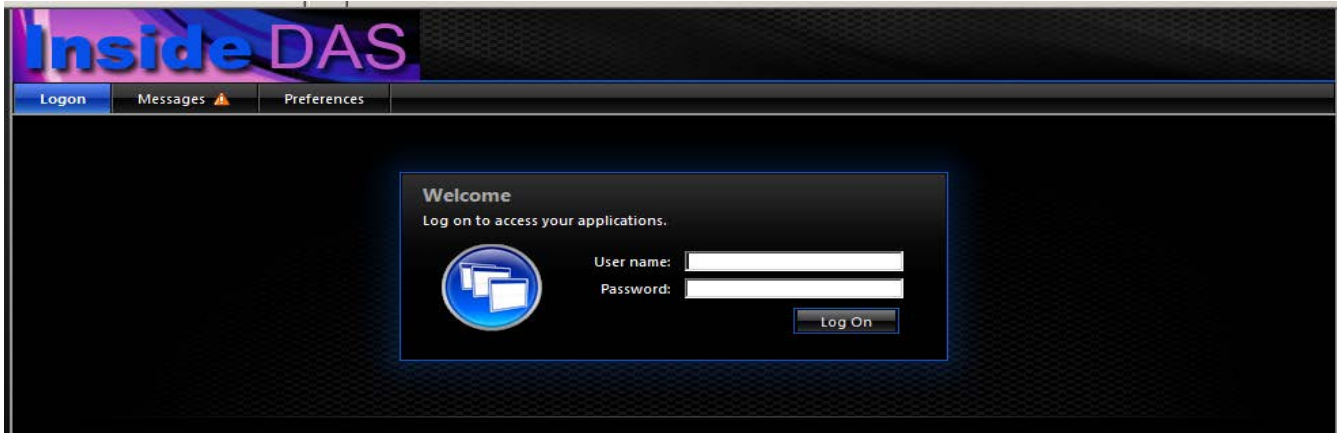 Inside DAS
Logon Messages Preferences
Welcome
Log on to access your applications.
User name:
Password:
Log On